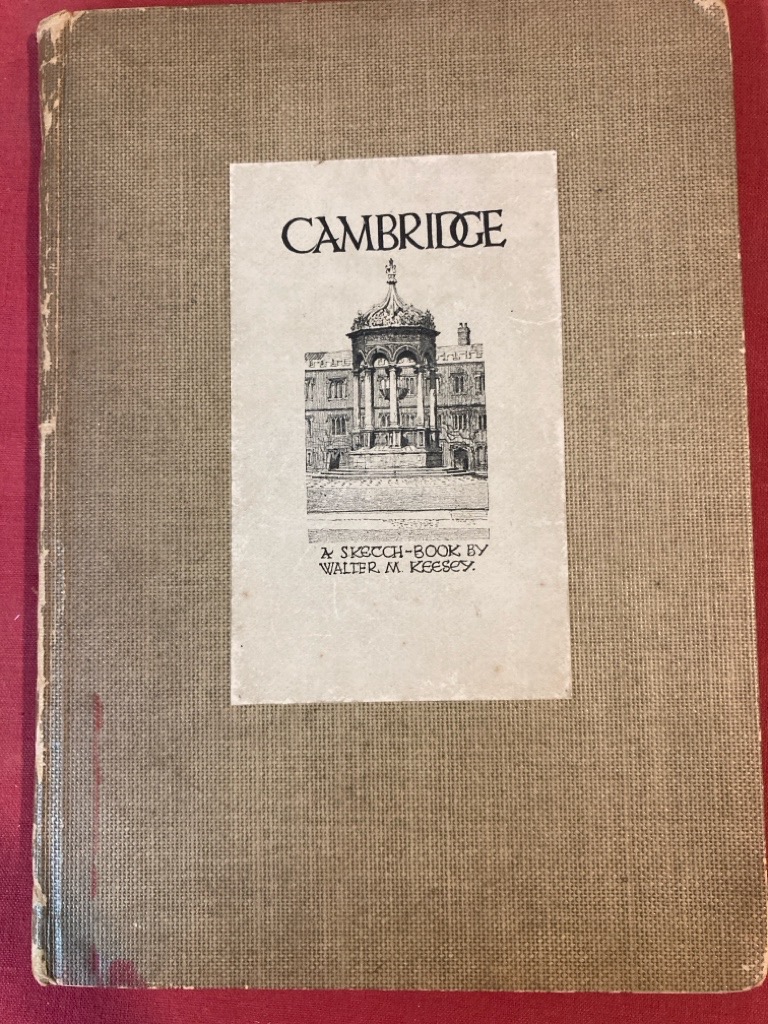 CAMBRIDGE
A SKETCH-BOOK BY
WALTER M. KEESEY.